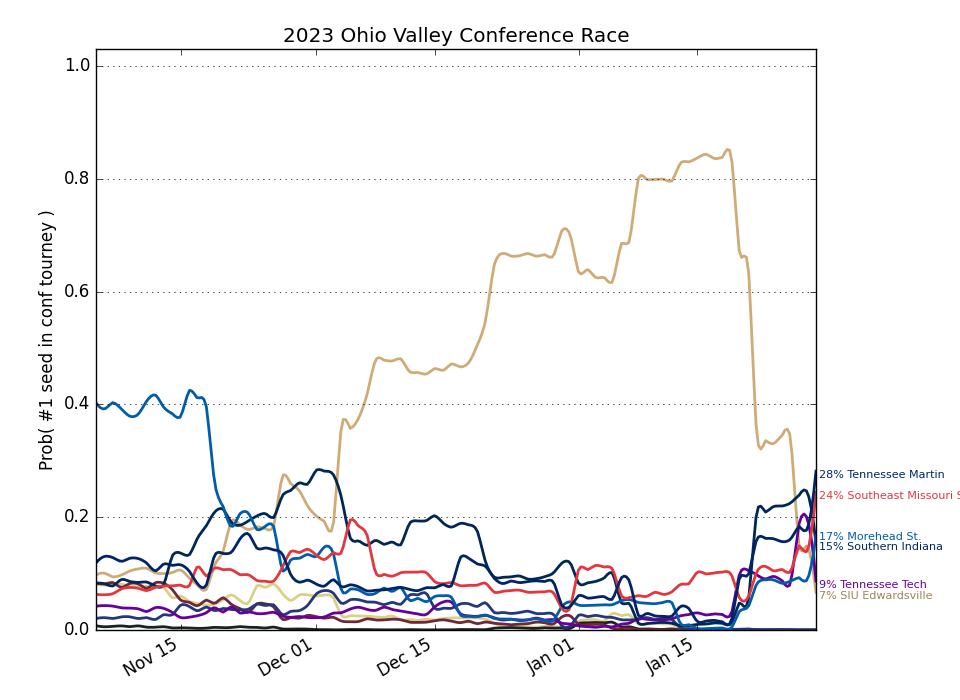 2023 Ohio Valley Conference Race
Prob( #1 seed in conf tourney )
1.0
0.8
0.6
0.4
0.2
0.0
Nov 15
Dec 01
Dec 15
Jan 01
Jan 15
28% Tennessee Martin
24% Southeast Missouri S
17% Morehead St.
15% Southern Indiana
9% Tennessee Tech
7% SIU Edwardsville